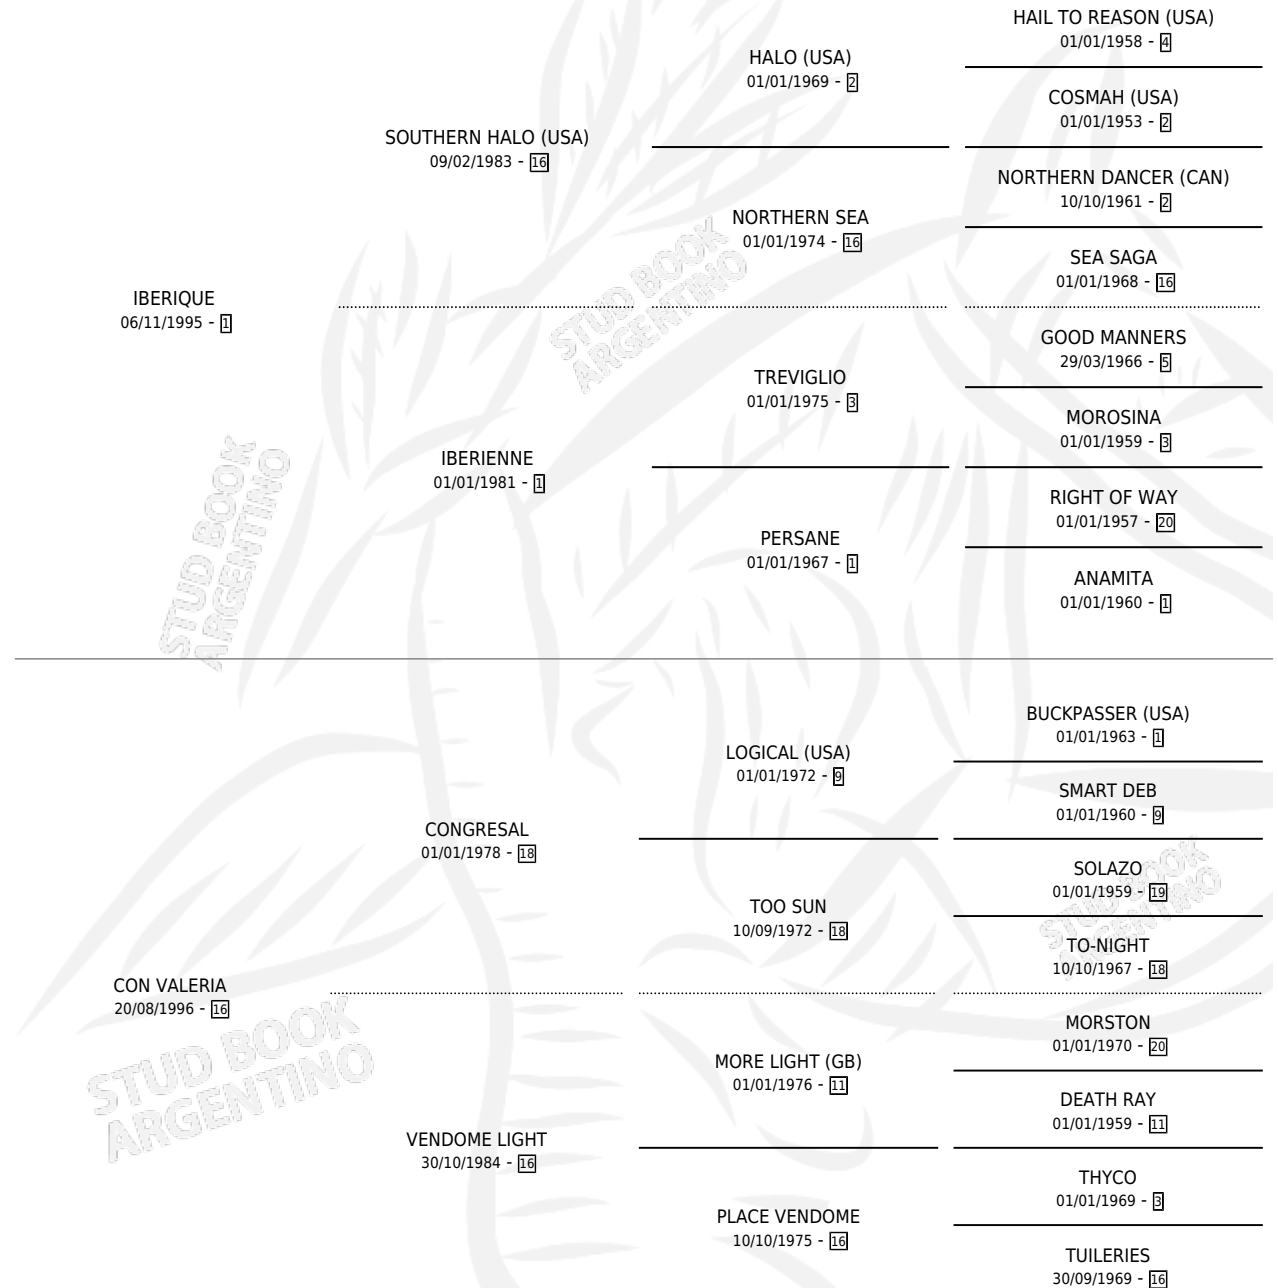 HAIL TO REASON (USA)
01/01/1958 - 4
HALO (USA)
01/01/1969 - 2
COSMAH (USA)
01/01/1953 - 2
SOUTHERN HALO (USA)
09/02/1983 - 16
NORTHERN DANCER (CAN)
10/10/1961 - 2
NORTHERN SEA
01/01/1974 - 16
SEA SAGA
01/01/1968 - 16
IBERIQUE
06/11/1995 - 1
STUD BOOK
ARGENTINO
GOOD MANNERS
29/03/1966 - 5
TREVIGLIO
01/01/1975 - 3
MOROSINA
01/01/1959 - 3
IBERIENNE
01/01/1981 - 1
RIGHT OF WAY
01/01/1957 - 20
PERSANE
01/01/1967 - 1
ANAMITA
01/01/1960 - 1
STUD BOOK
ARGENTINO
BUCKPASSER (USA)
01/01/1963 - 1
LOGICAL (USA)
01/01/1972 - 9
SMART DEB
01/01/1960 - 9
CONGRESAL
01/01/1978 - 18
SOLAZO
01/01/1959 - 19
TOO SUN
10/09/1972 - 18
STUD BOOK
ARGENTINO
TO-NIGHT
10/10/1967 - 18
CON VALERIA
20/08/1996 - 16
MORSTON
01/01/1970 - 20
MORE LIGHT (GB)
01/01/1976 - 11
STUD BOOK
ARGENTINO
DEATH RAY
01/01/1959 - 11
VENDOME LIGHT
30/10/1984 - 16
THYCO
01/01/1969 - 3
PLACE VENDOME
10/10/1975 - 16
TUILERIES
30/09/1969 - 16